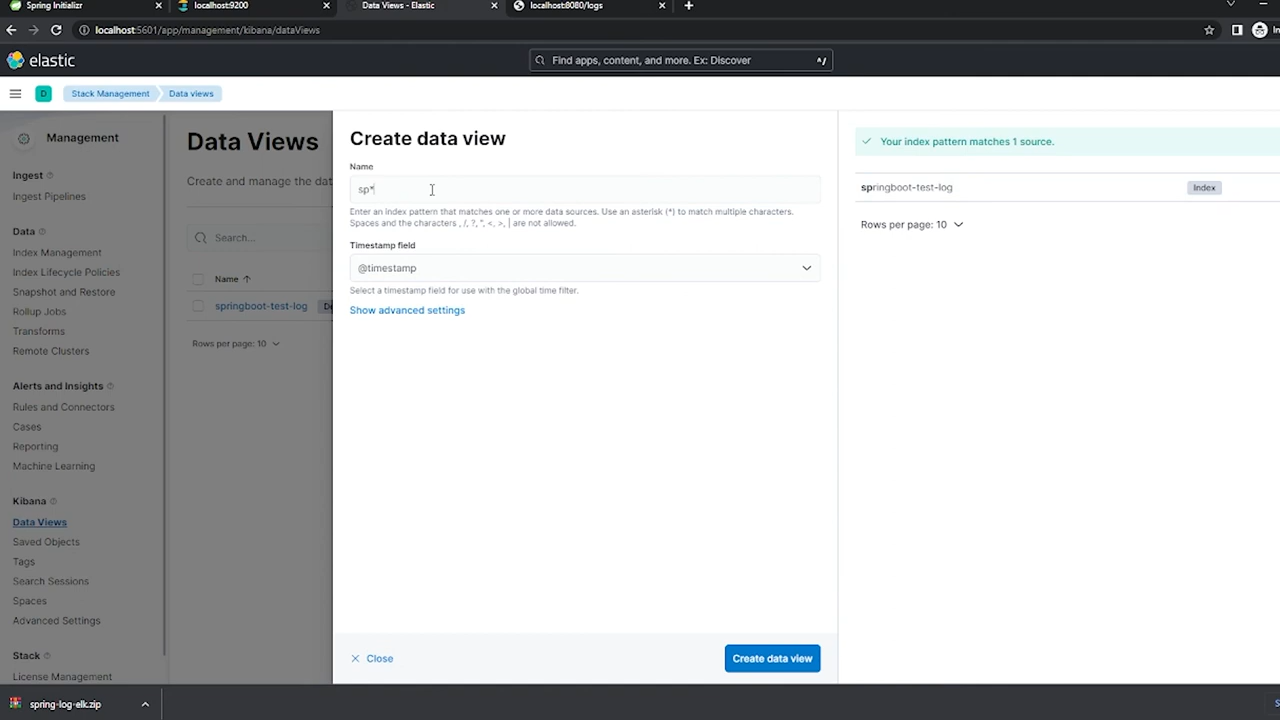 Spring Initializr
localhost:9200
Data Views - Elastic
localhost:8080/logs
localhost:5601/app/management/kibana/dataViews
elastic
Find apps, content, and more. Ex: Discover
D
Stack Management
Data views
Management
Ingest
Ingest Pipelines
Data
Index Management
Index Lifecycle Policies
Snapshot and Restore
Rollup Jobs
Transforms
Remote Clusters
Alerts and Insights
Rules and Connectors
Cases
Reporting
Machine Learning
Kibana
Data Views
Saved Objects
Tags
Search Sessions
Spaces
Advanced Settings
Stack
License Management
Data Views
Create and manage the dat
Search...
Name
springboot-test-log
Rows per page: 10
Create data view
Name
sp*
Enter an index pattern that matches one or more data sources. Use an asterisk (*) to match multiple characters.
Spaces and the characters , /, ?, ", <, >, | are not allowed.
Timestamp field
@timestamp
Select a timestamp field for use with the global time filter.
Show advanced settings
Close
Create data view
Your index pattern matches 1 source.
springboot-test-log
Index
Rows per page: 10
spring-log-elk.zip